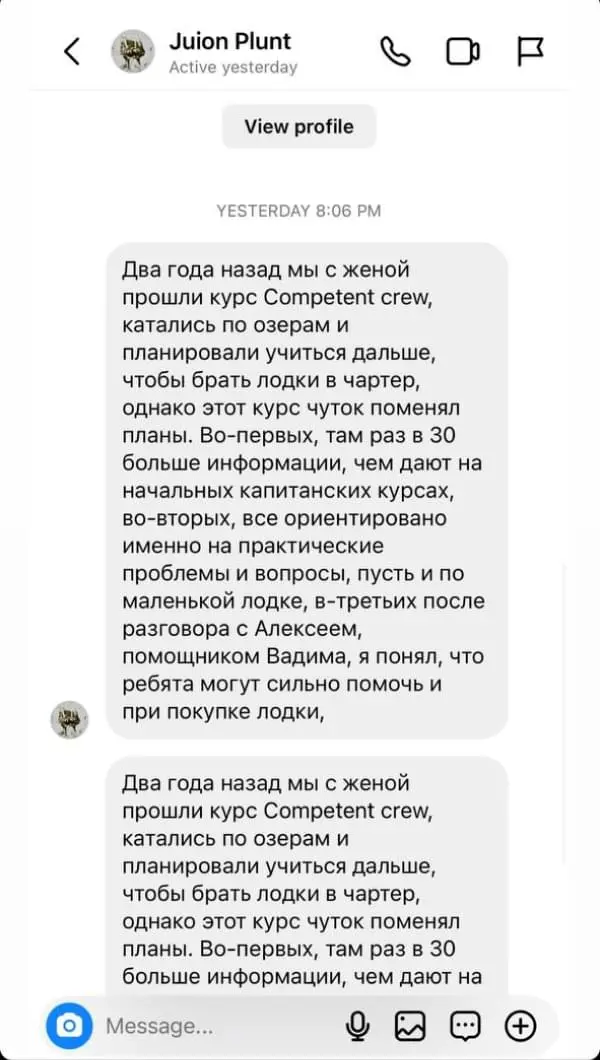 Juion Plunt
Active yesterday
View profile
YESTERDAY 8:06 PM
Два года назад мы с женой
прошли курс Competent crew,
катались по озерам и
планировали учиться дальше,
чтобы брать лодки в чартер,
однако этот курс чуток поменял
планы. Во-первых, там раз в 30
больше информации, чем дают на
начальных капитанских курсах,
во-вторых, все ориентировано
именно на практические
проблемы и вопросы, пусть и по
маленькой лодке, в-третьих после
разговора с Алексеем,
помощником Вадима, я понял, что
ребята могут сильно помочь и
при покупке лодки,
Два года назад мы с женой
прошли курс Competent crew,
катались по озерам и
планировали учиться дальше,
чтобы брать лодки в чартер,
однако этот курс чуток поменял
планы. Во-первых, там раз в 30
больше информации, чем дают на
Message...